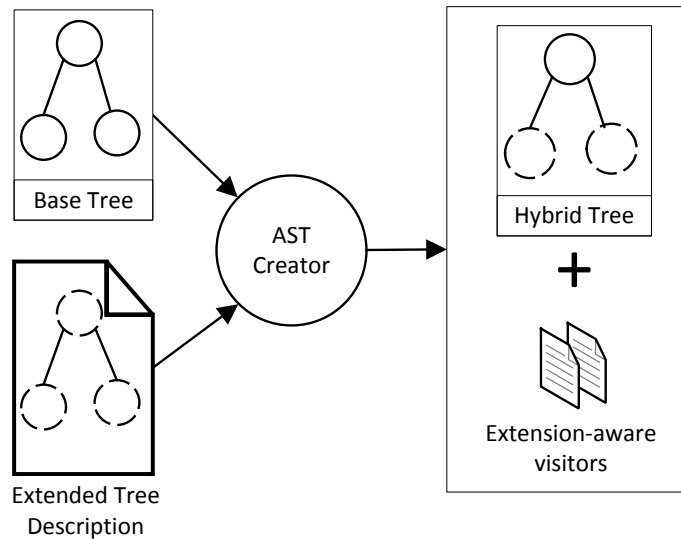 Base Tree
Extended Tree
Description
AST
Creator
Hybrid Tree
+
Extension-aware
visitors